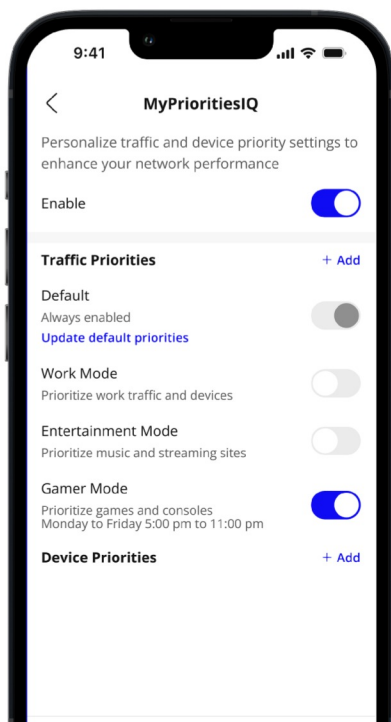 9:41
MyPrioritiesIQ
Personalize traffic and device priority settings to
enhance your network performance
Enable
Traffic Priorities + Add
Default
Always enabled
Update default priorities
Work Mode
Prioritize work traffic and devices
Entertainment Mode
Prioritize music and streaming sites
Gamer Mode
Prioritize games and consoles
Monday to Friday 5:00 pm to 11:00 pm
Device Priorities + Add